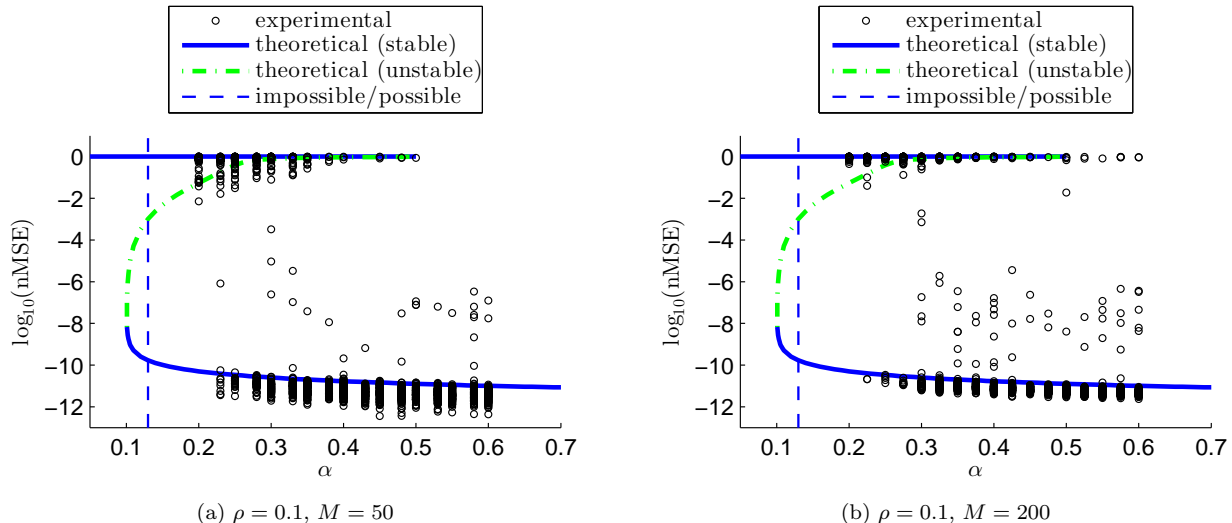 experimental
theoretical (stable)
theoretical (unstable)
impossible/possible
0
−2
−4
−6
−8
−10
−12
log10(nMSE)
0.1 0.2 0.3 0.4 0.5 0.6 0.7
α
(a) ρ = 0.1, M = 50
experimental
theoretical (stable)
theoretical (unstable)
impossible/possible
0
−2
−4
−6
−8
−10
−12
log10(nMSE)
0.1 0.2 0.3 0.4 0.5 0.6 0.7
α
(b) ρ = 0.1, M = 200